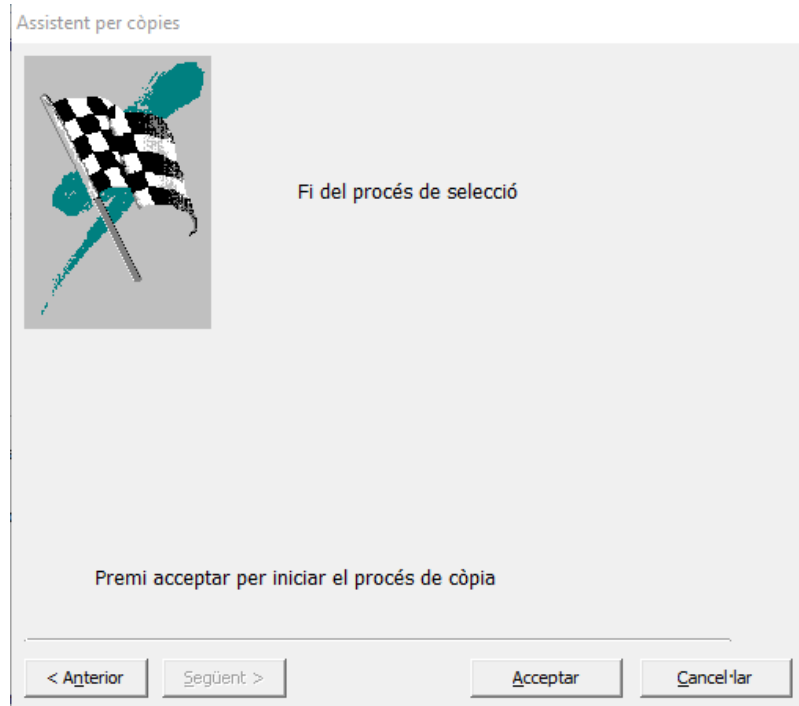 Assistent per còpies
Fi del procés de selecció
Premi acceptar per iniciar el procés de còpia
< Anterior
Següent >
Acceptar
Cancel·lar